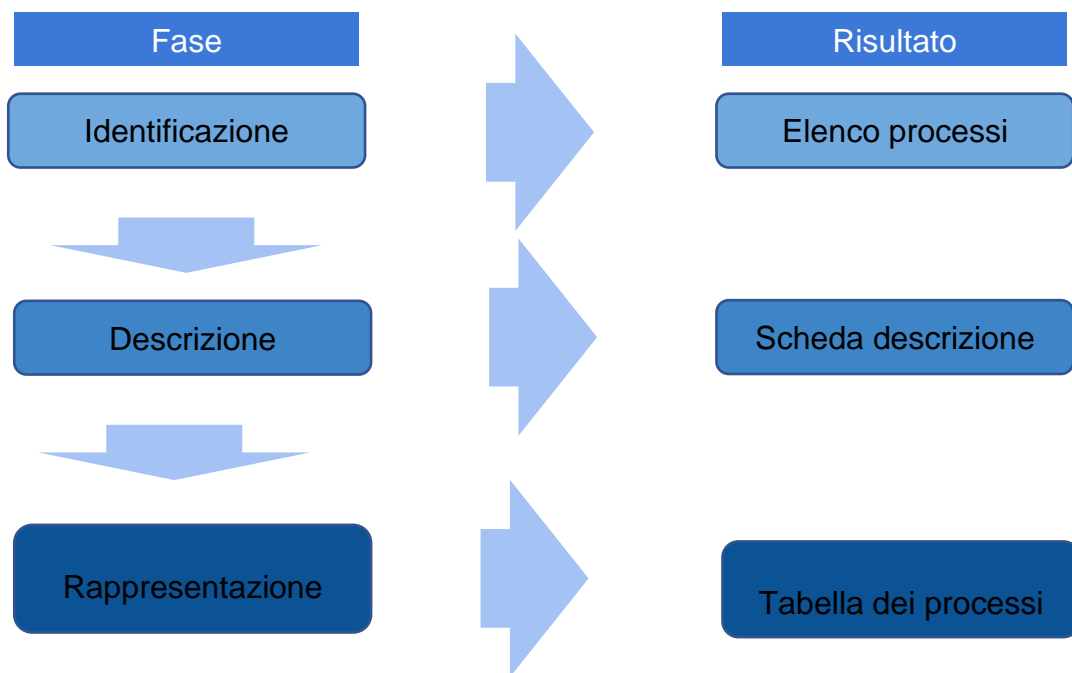 Fase
Risultato
Identificazione
Elenco processi
Descrizione
Scheda descrizione
Rappresentazione
Tabella dei processi